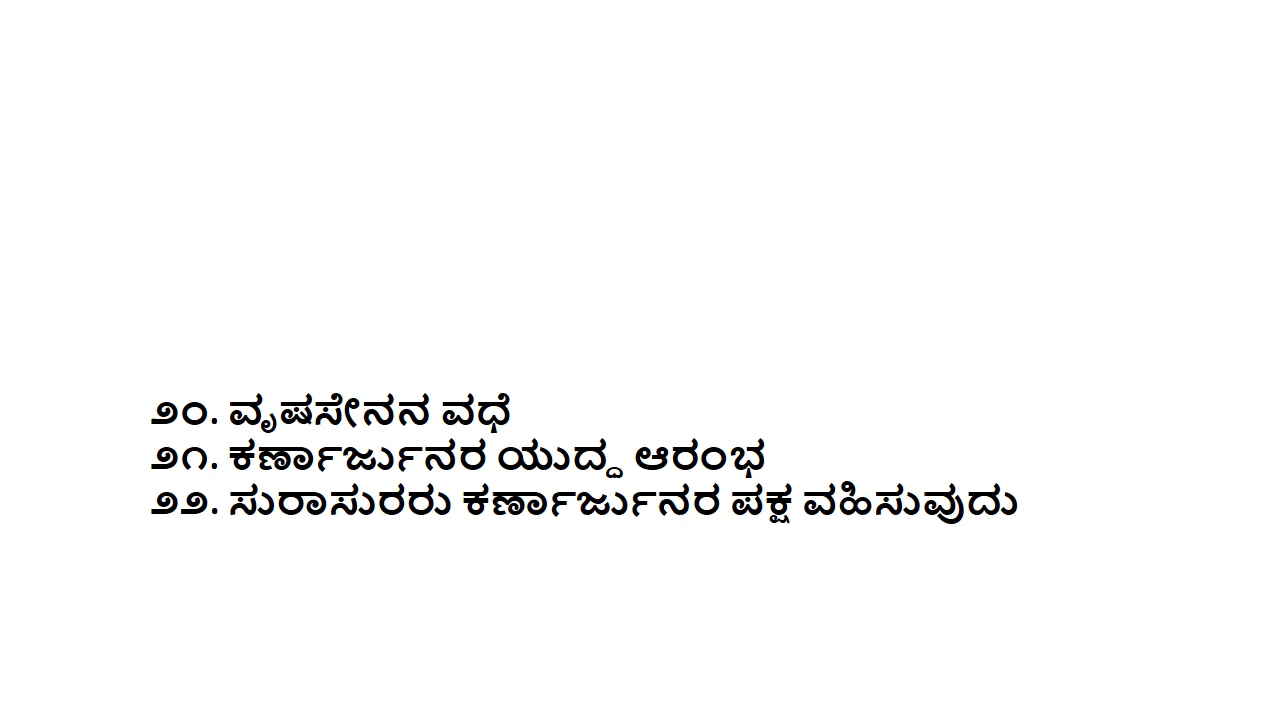 ೨೦. ವೃಷಸೇನನ ವಧೆ
೨೧. ಕರ್ಣಾರ್ಜುನರ ಯುದ್ದ ಆರಂಭ
೨೨. ಸುರಾಸುರರು ಕರ್ಣಾರ್ಜುನರ ಪಕ್ಷ ವಹಿಸುವುದು